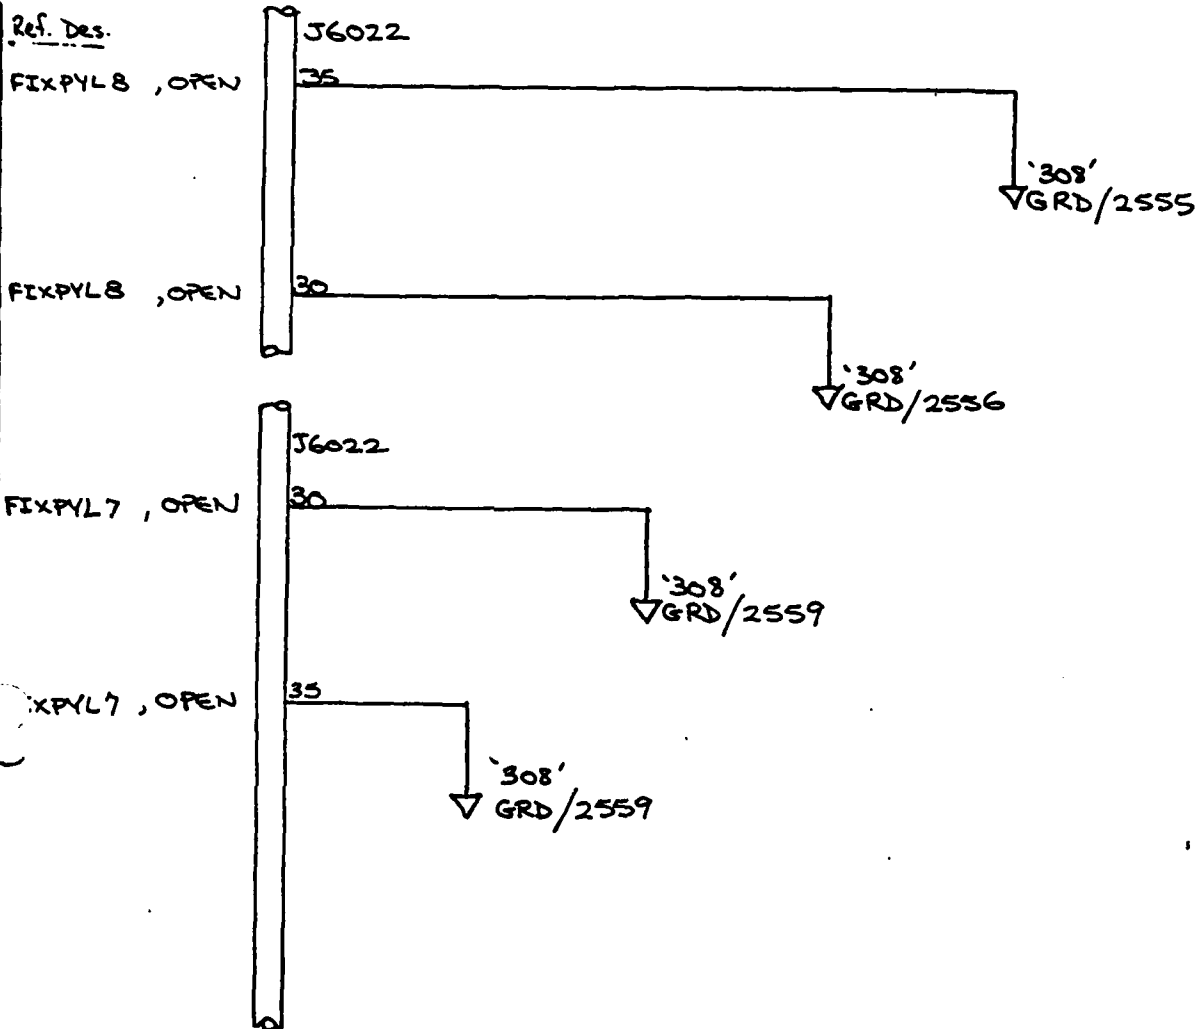 Ref. Des.
J6022
FIXPYL8 , OPEN
35
'308'
GRD/2555
FIXPYL8 , OPEN
30
'308'
GRD/2556
J6022
FIXPYL7 , OPEN
30
'308'
GRD/2559
XPYL7 , OPEN
35
'308'
GRD/2559